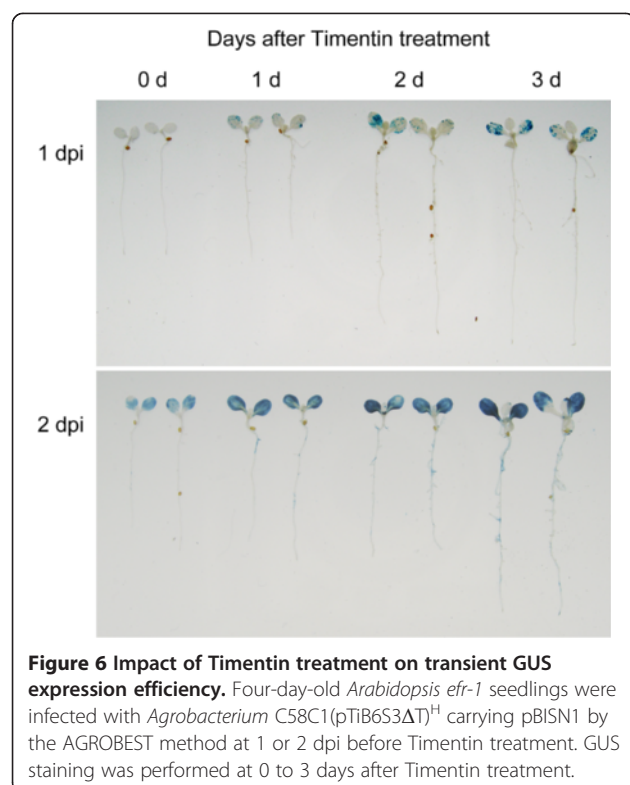 Days after Timentin treatment
0 d 1 d 2 d 3 d
1 dpi
2 dpi
Figure 6 Impact of Timentin treatment on transient GUS
expression efficiency. Four-day-old Arabidopsis efr-1 seedlings were
infected with Agrobacterium C58C1(pTiB6S3ΔT)ᴴ carrying pBISN1 by
the AGROBEST method at 1 or 2 dpi before Timentin treatment. GUS
staining was performed at 0 to 3 days after Timentin treatment.